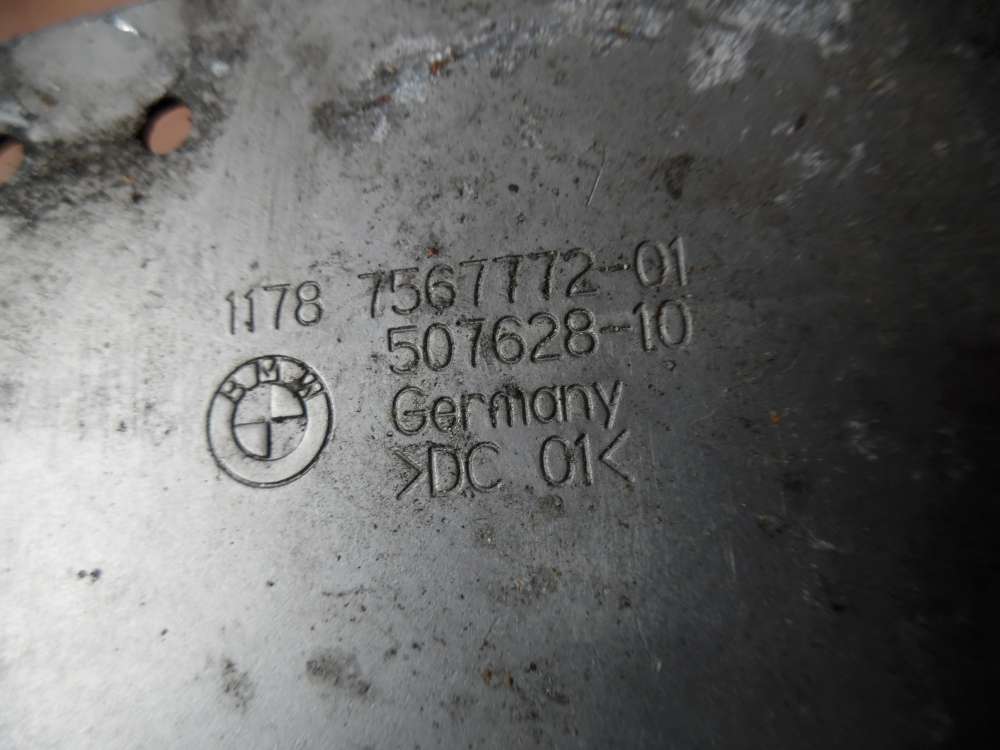 1178 7567772-01
507628-10
BMW
Germany
>DC 01<